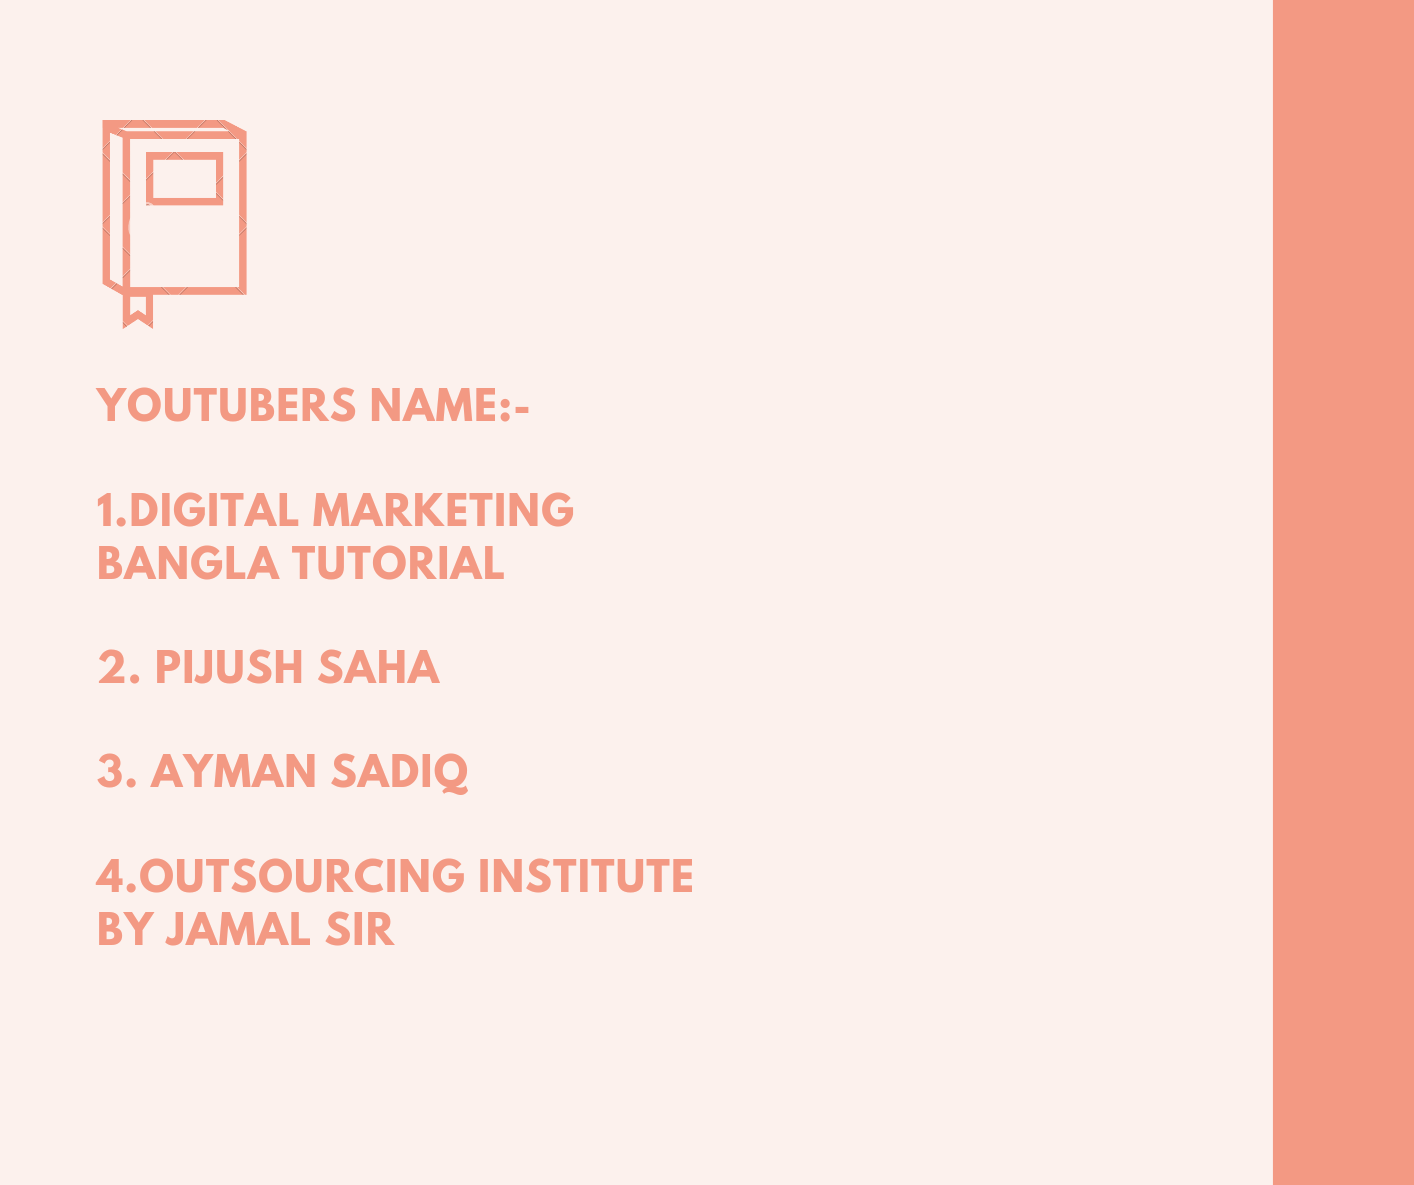 YOUTUBERS NAME:-
1.DIGITAL MARKETING
BANGLA TUTORIAL
2. PIJUSH SAHA
3. AYMAN SADIQ
4.OUTSOURCING INSTITUTE
BY JAMAL SIR